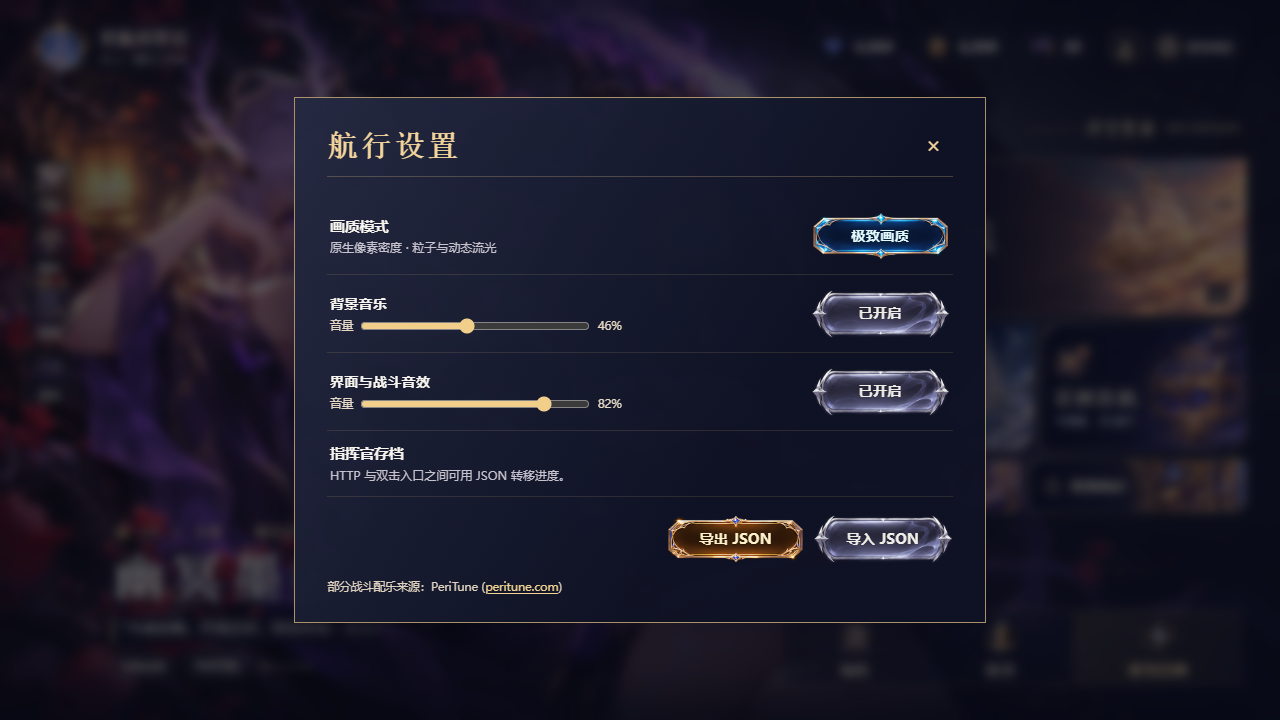 航行设置
×
画质模式
原生像素密度 · 粒子与动态流光
极致画质
背景音乐
音量 46%
已开启
界面与战斗音效
音量 82%
已开启
指挥官存档
HTTP 与双击入口之间可用 JSON 转移进度。
导出 JSON
导入 JSON
部分战斗配乐来源：PeriTune (peritune.com)